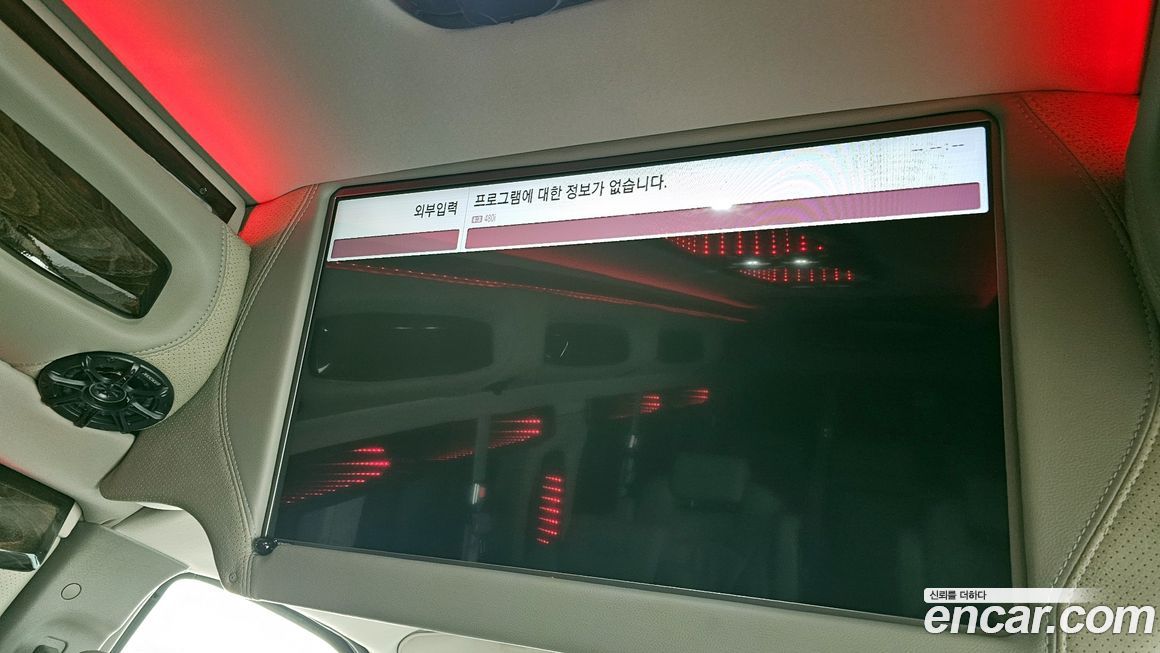 외부입력
프로그램에 대한 정보가 없습니다.
480i
--:--
신뢰를 더하다
encar.com